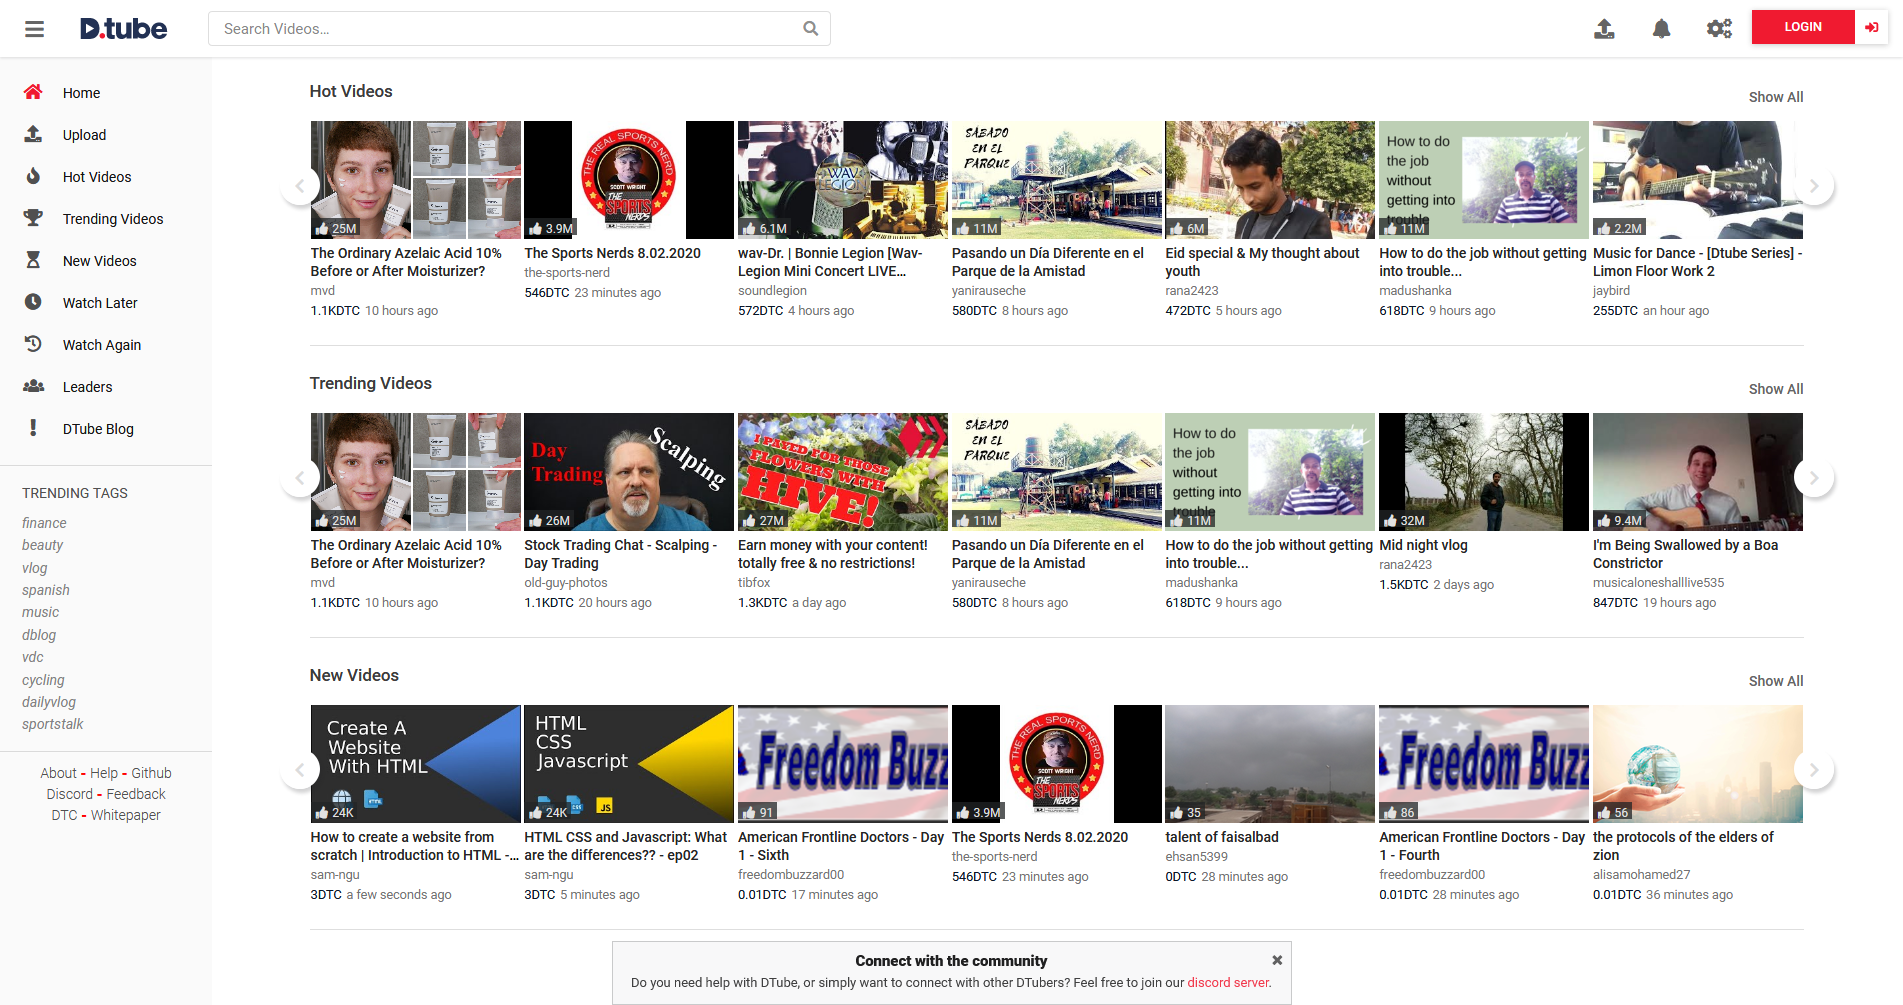 D.tube
Search Videos...
LOGIN
Home
Upload
Hot Videos
Trending Videos
New Videos
Watch Later
Watch Again
Leaders
DTube Blog
TRENDING TAGS
finance
beauty
vlog
spanish
music
dblog
vdc
cycling
dailyvlog
sportstalk
About - Help - Github
Discord - Feedback
DTC - Whitepaper
Hot Videos
Show All
25M
The Ordinary Azelaic Acid 10%
Before or After Moisturizer?
mvd
1.1KDTC 10 hours ago
THE REAL SPORTS NERD
SCOTT WRIGHT
THE
SPORTS
NERDS
3.9M
The Sports Nerds 8.02.2020
the-sports-nerd
546DTC 23 minutes ago
WAV
LEGION
6.1M
wav-Dr. | Bonnie Legion [Wav-
Legion Mini Concert LIVE...
soundlegion
572DTC 4 hours ago
SÁBADO
EN EL
PARQUE
11M
Pasando un Día Diferente en el
Parque de la Amistad
yanirauseche
580DTC 8 hours ago
6M
Eid special & My thought about
youth
rana2423
472DTC 5 hours ago
How to do
the job
without
getting into
trouble
11M
How to do the job without getting
into trouble...
madushanka
618DTC 9 hours ago
2.2M
Music for Dance - [Dtube Series] -
Limon Floor Work 2
jaybird
255DTC an hour ago
Trending Videos
Show All
25M
The Ordinary Azelaic Acid 10%
Before or After Moisturizer?
mvd
1.1KDTC 10 hours ago
Day
Trading
Scalping
26M
Stock Trading Chat - Scalping -
Day Trading
old-guy-photos
1.1KDTC 20 hours ago
I PAYED FOR THOSE
FLOWERS WITH
HIVE!
27M
Earn money with your content!
totally free & no restrictions!
tibfox
1.3KDTC a day ago
SÁBADO
EN EL
PARQUE
11M
Pasando un Día Diferente en el
Parque de la Amistad
yanirauseche
580DTC 8 hours ago
How to do
the job
without
getting into
trouble
11M
How to do the job without getting
into trouble...
madushanka
618DTC 9 hours ago
32M
Mid night vlog
rana2423
1.5KDTC 2 days ago
9.4M
I'm Being Swallowed by a Boa
Constrictor
musicaloneshalllive535
847DTC 19 hours ago
New Videos
Show All
Create A
Website
With HTML
24K
How to create a website from
scratch | Introduction to HTML -...
sam-ngu
3DTC a few seconds ago
HTML
CSS
Javascript
JS
24K
HTML CSS and Javascript: What
are the differences?? - ep02
sam-ngu
3DTC 5 minutes ago
Freedom Buzz
91
American Frontline Doctors - Day
1 - Sixth
freedombuzzard00
0.01DTC 17 minutes ago
THE REAL SPORTS NERD
SCOTT WRIGHT
THE
SPORTS
NERDS
3.9M
The Sports Nerds 8.02.2020
the-sports-nerd
546DTC 23 minutes ago
35
talent of faisalbad
ehsan5399
0DTC 28 minutes ago
Freedom Buzz
86
American Frontline Doctors - Day
1 - Fourth
freedombuzzard00
0.01DTC 28 minutes ago
56
the protocols of the elders of
zion
alisamohamed27
0.01DTC 36 minutes ago
Connect with the community
Do you need help with DTube, or simply want to connect with other DTubers? Feel free to join our discord server.